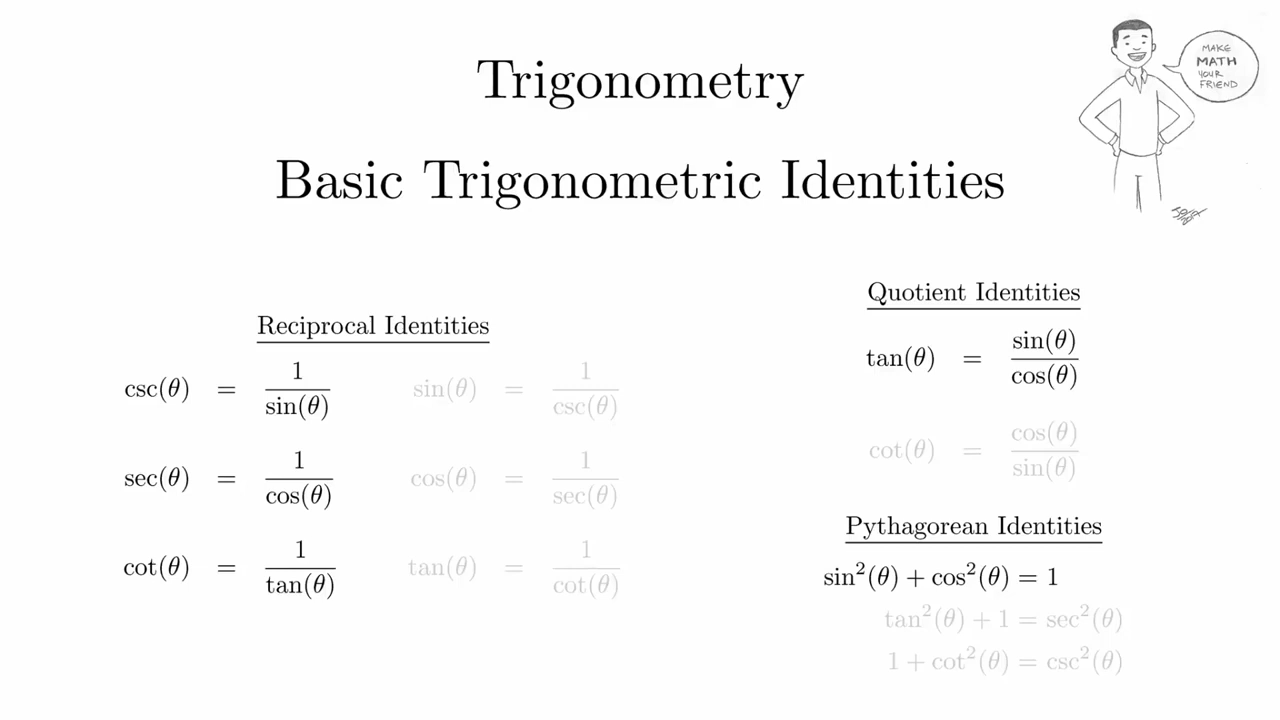 Trigonometry
Basic Trigonometric Identities
MAKE
MATH
YOUR
FRIEND
Reciprocal Identities
csc(θ) = 1/sin(θ) sin(θ) = 1/csc(θ)
sec(θ) = 1/cos(θ) cos(θ) = 1/sec(θ)
cot(θ) = 1/tan(θ) tan(θ) = 1/cot(θ)
Quotient Identities
tan(θ) = sin(θ)/cos(θ)
cot(θ) = cos(θ)/sin(θ)
Pythagorean Identities
sin²(θ) + cos²(θ) = 1
tan²(θ) + 1 = sec²(θ)
1 + cot²(θ) = csc²(θ)